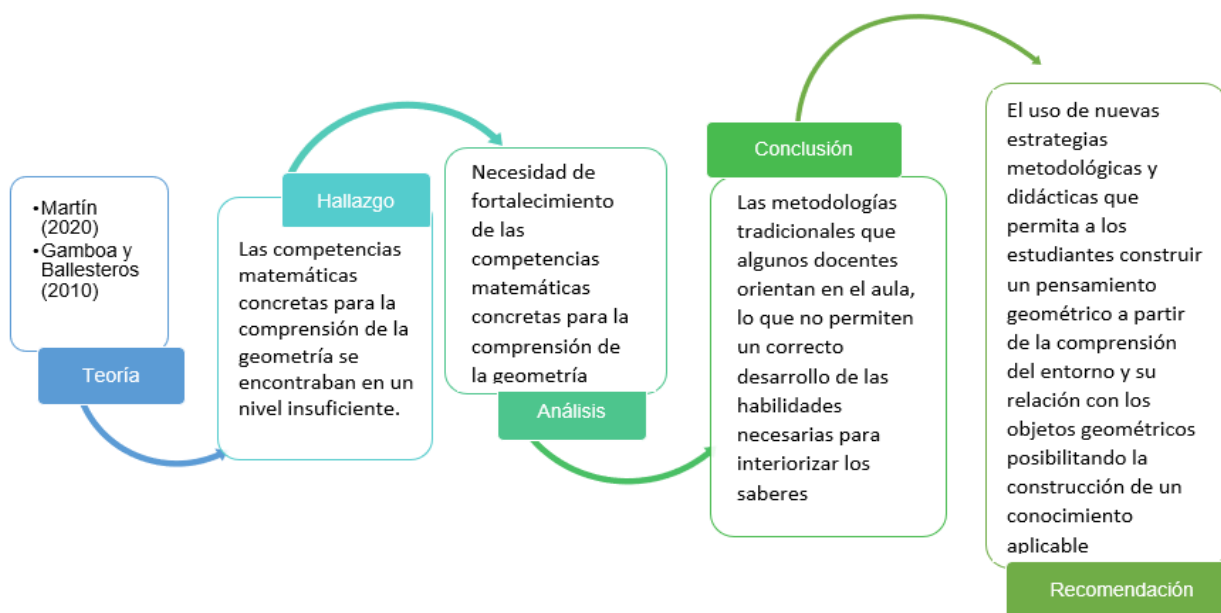 •Martín
(2020)
•Gamboa y
Ballesteros
(2010)
Teoría
Hallazgo
Las competencias
matemáticas
concretas para la
comprensión de la
geometría se
encontraban en un
nivel insuficiente.
Necesidad de
fortalecimiento
de las
competencias
matemáticas
concretas para la
comprensión de
la geometría
Análisis
Conclusión
Las metodologías
tradicionales que
algunos docentes
orientan en el aula,
lo que no permiten
un correcto
desarrollo de las
habilidades
necesarias para
interiorizar los
saberes
El uso de nuevas
estrategias
metodológicas y
didácticas que
permita a los
estudiantes construir
un pensamiento
geométrico a partir
de la comprensión
del entorno y su
relación con los
objetos geométricos
posibilitando la
construcción de un
conocimiento
aplicable
Recomendación